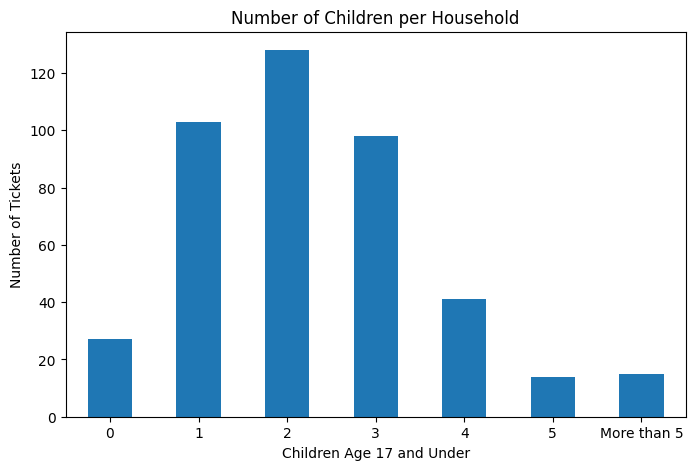 Number of Children per Household
Number of Tickets
120
100
80
60
40
20
0
0 1 2 3 4 5 More than 5
Children Age 17 and Under